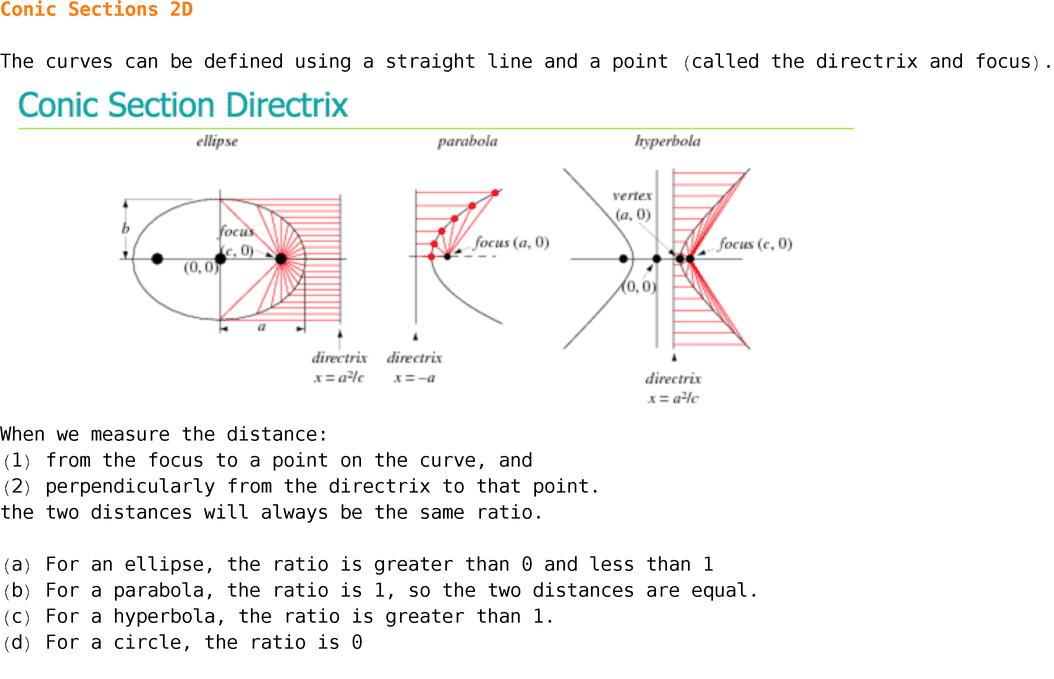 Conic Sections 2D
The curves can be defined using a straight line and a point (called the directrix and focus).
Conic Section Directrix
ellipse
parabola
hyperbola
b
focus
(c, 0)
(0, 0)
a
directrix
x = a²/c
focus (a, 0)
directrix
x = –a
vertex
(a, 0)
focus (c, 0)
(0, 0)
directrix
x = a²/c
When we measure the distance:
(1) from the focus to a point on the curve, and
(2) perpendicularly from the directrix to that point.
the two distances will always be the same ratio.
(a) For an ellipse, the ratio is greater than 0 and less than 1
(b) For a parabola, the ratio is 1, so the two distances are equal.
(c) For a hyperbola, the ratio is greater than 1.
(d) For a circle, the ratio is 0